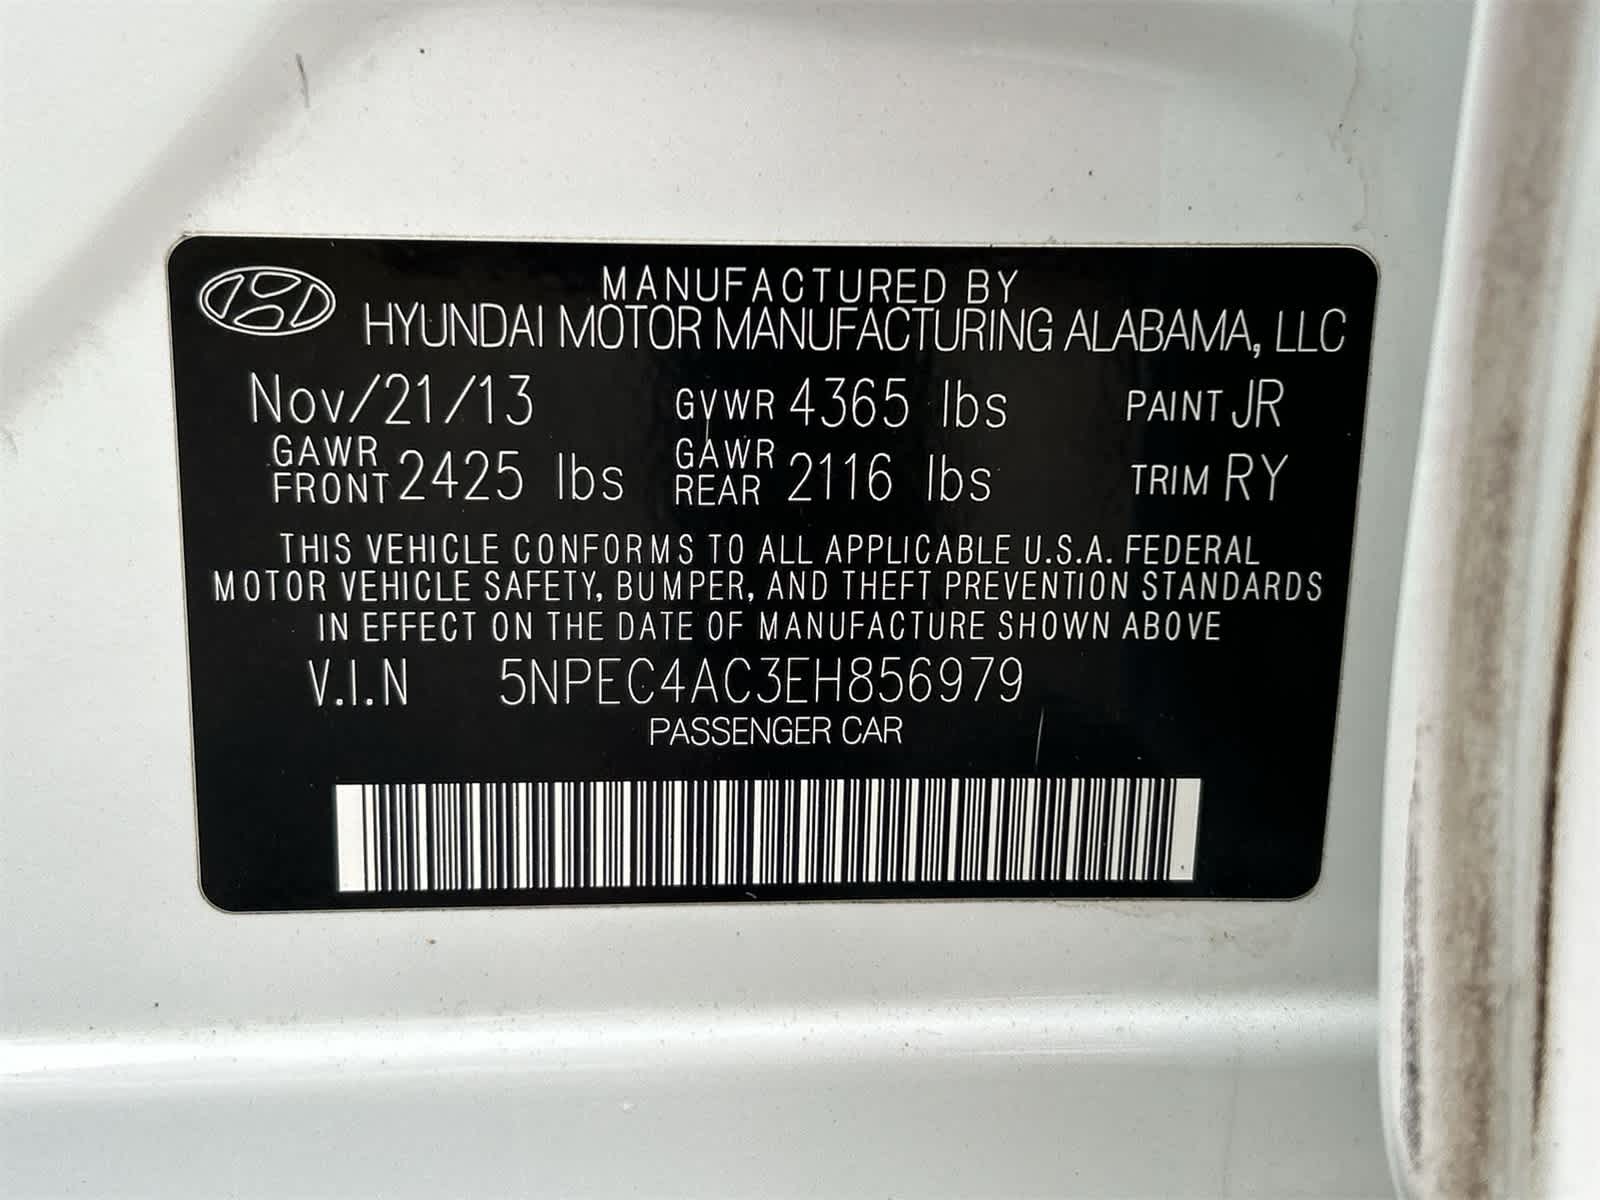 MANUFACTURED BY
HYUNDAI MOTOR MANUFACTURING ALABAMA, LLC
Nov/21/13 GVWR 4365 lbs PAINT JR
GAWR FRONT 2425 lbs GAWR REAR 2116 lbs TRIM RY
THIS VEHICLE CONFORMS TO ALL APPLICABLE U.S.A. FEDERAL
MOTOR VEHICLE SAFETY, BUMPER, AND THEFT PREVENTION STANDARDS
IN EFFECT ON THE DATE OF MANUFACTURE SHOWN ABOVE
V.I.N 5NPEC4AC3EH856979
PASSENGER CAR